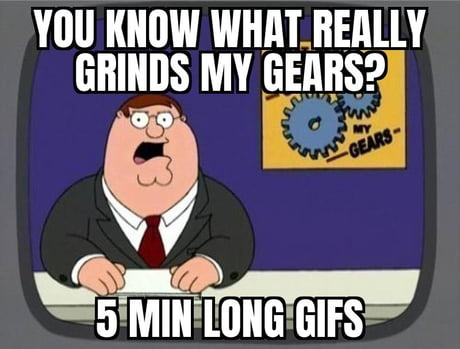 YOU KNOW WHAT REALLY
GRINDS MY GEARS?
MY
GEARS
5 MIN LONG GIFS